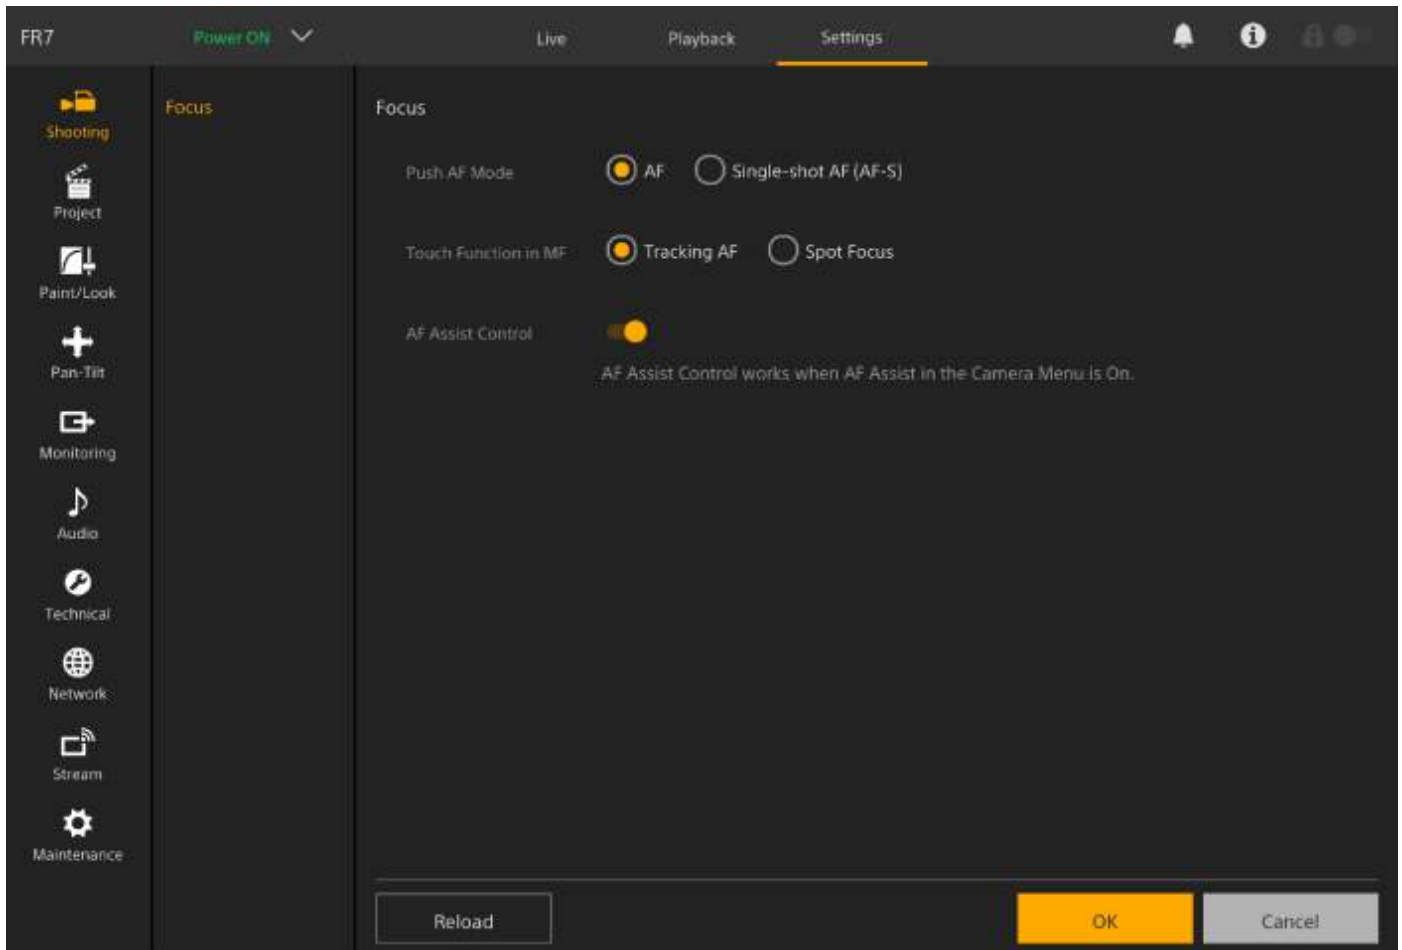 FR7 Power ON Live Playback Settings
Shooting
Project
Paint/Look
Pan-Tilt
Monitoring
Audio
Technical
Network
Stream
Maintenance
Focus
Focus
Push AF Mode AF Single-shot AF (AF-S)
Touch Function in MF Tracking AF Spot Focus
AF Assist Control
AF Assist Control works when AF Assist in the Camera Menu is On.
Reload OK Cancel